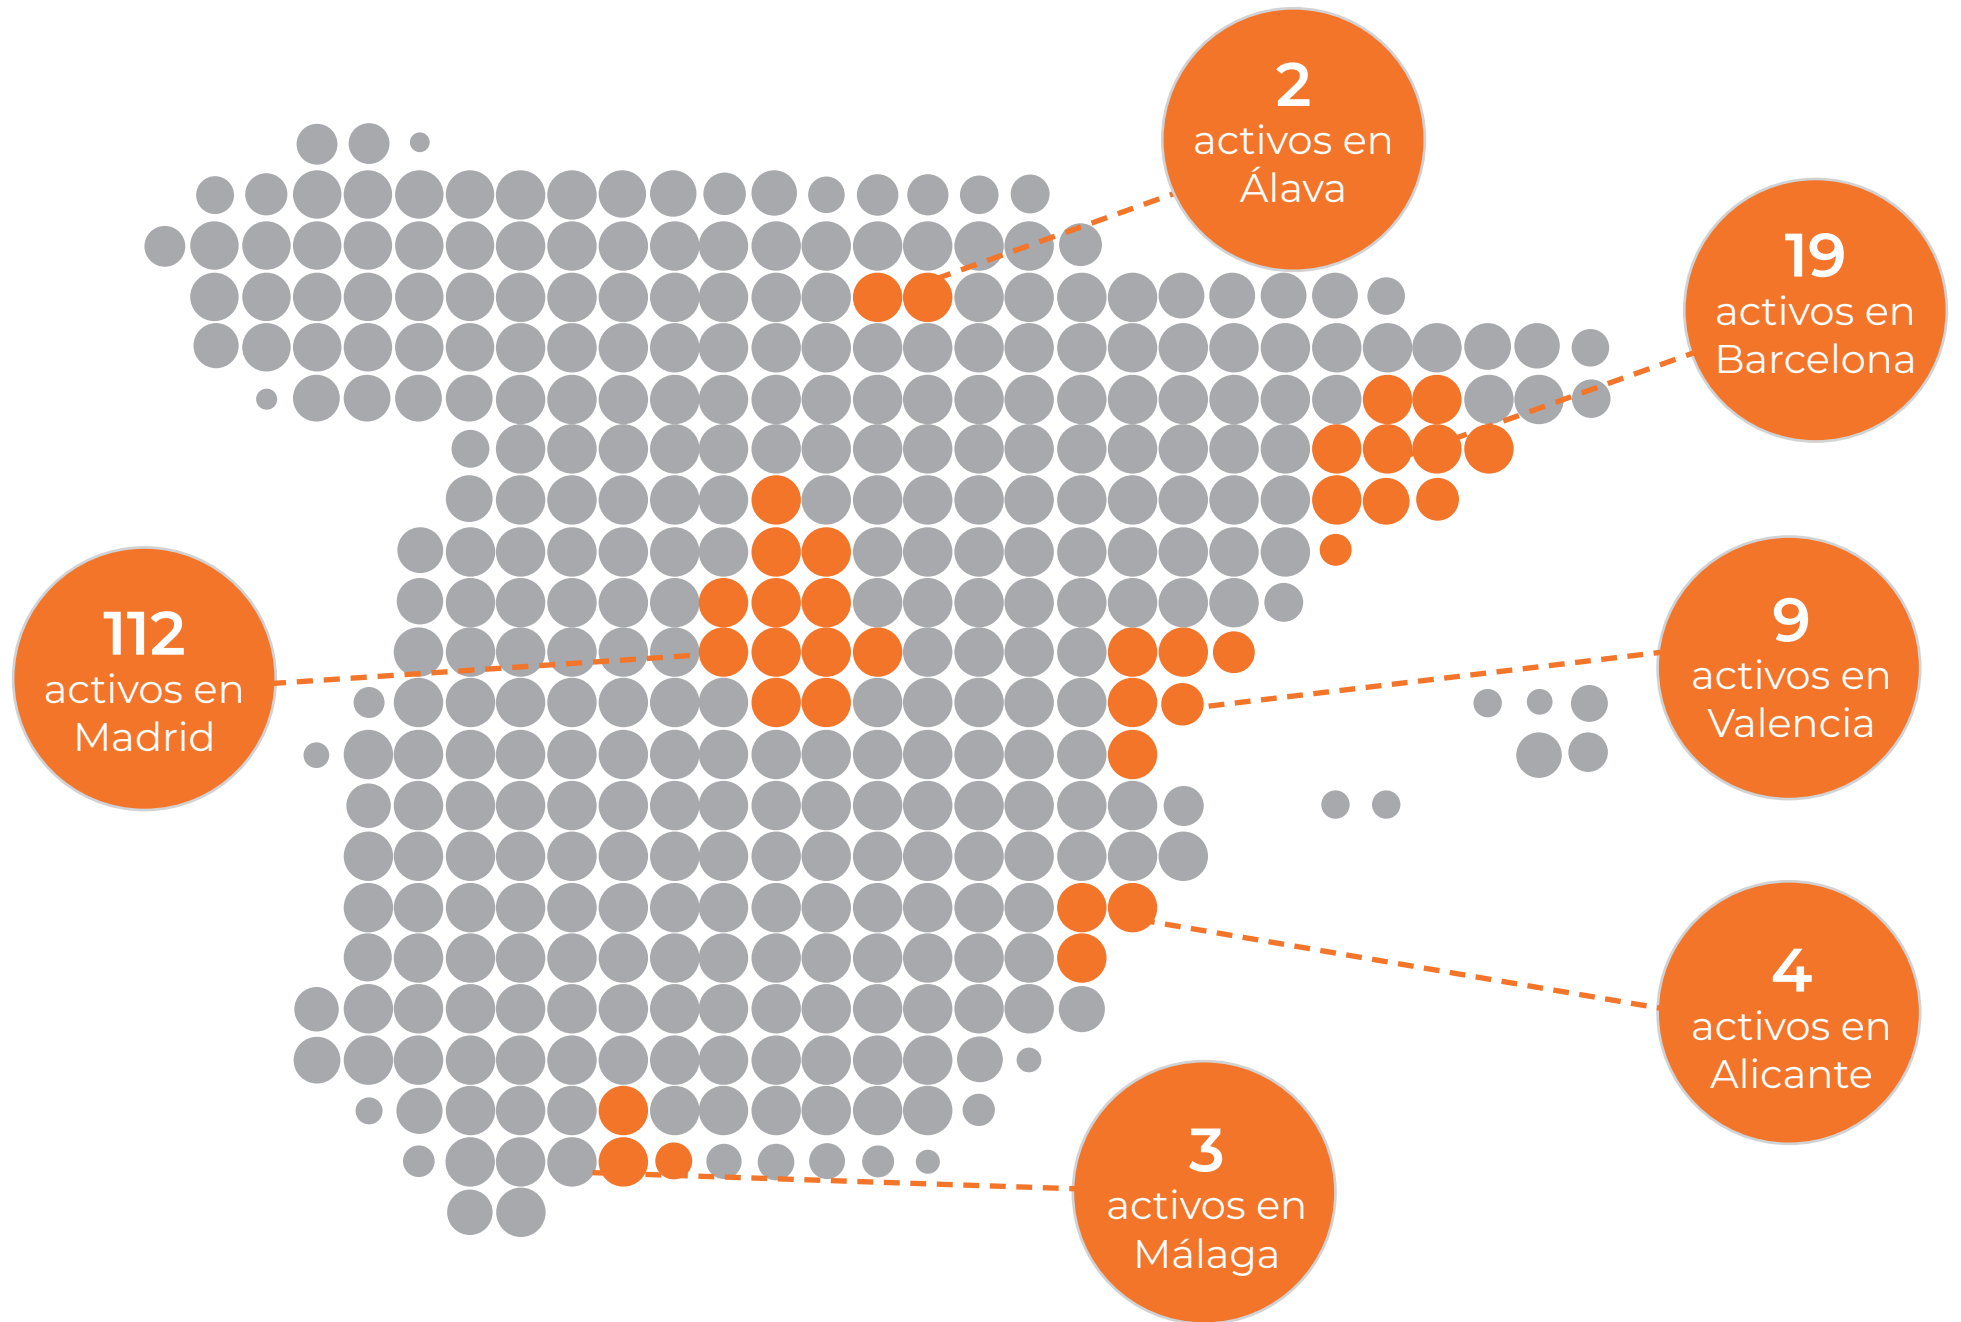 2
activos en
Álava
19
activos en
Barcelona
112
activos en
Madrid
9
activos en
Valencia
4
activos en
Alicante
3
activos en
Málaga